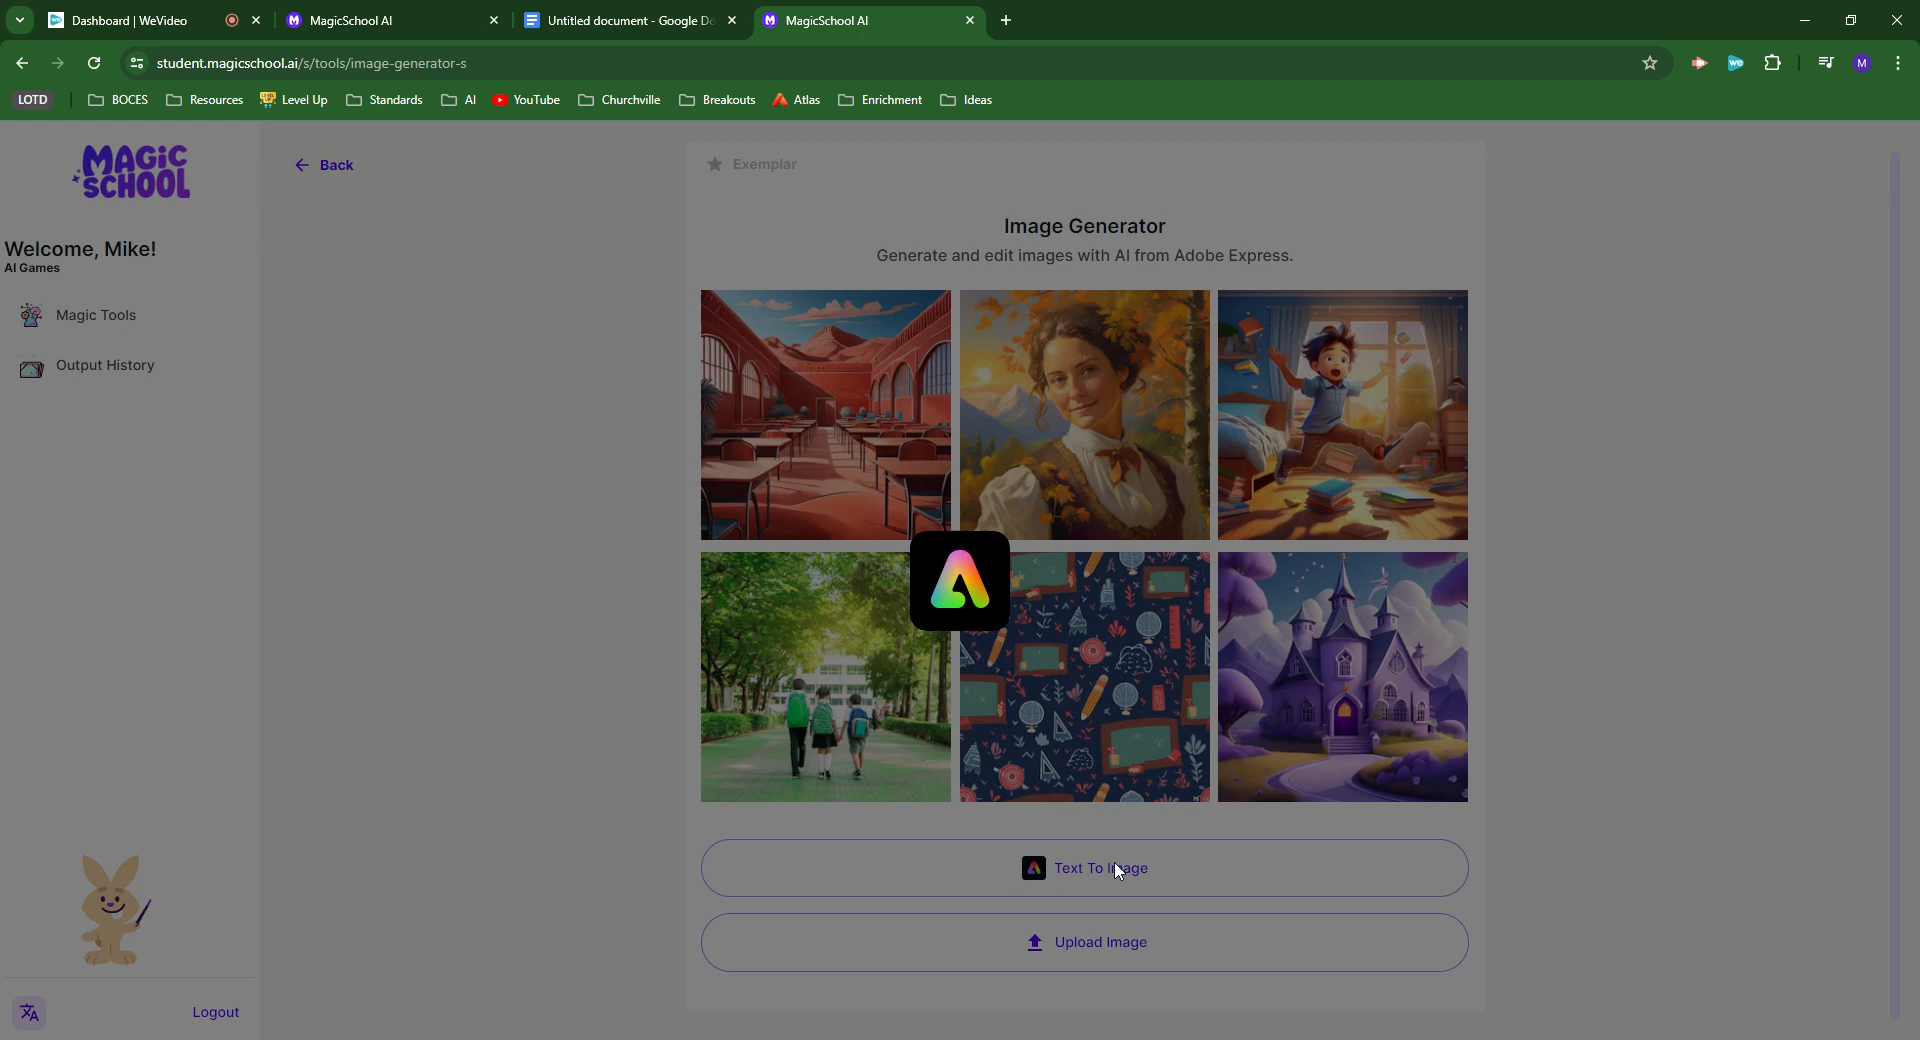 Dashboard | WeVideo
MagicSchool AI
Untitled document - Google Do
MagicSchool AI
student.magicschool.ai/s/tools/image-generator-s
we
M
LOTD
BOCES
Resources
Level Up
Standards
AI
YouTube
Churchville
Breakouts
Atlas
Enrichment
Ideas
MAGiC
SCHOOL
Back
Exemplar
Welcome, Mike!
AI Games
Magic Tools
Output History
Image Generator
Generate and edit images with AI from Adobe Express.
Text To Image
Upload Image
Logout